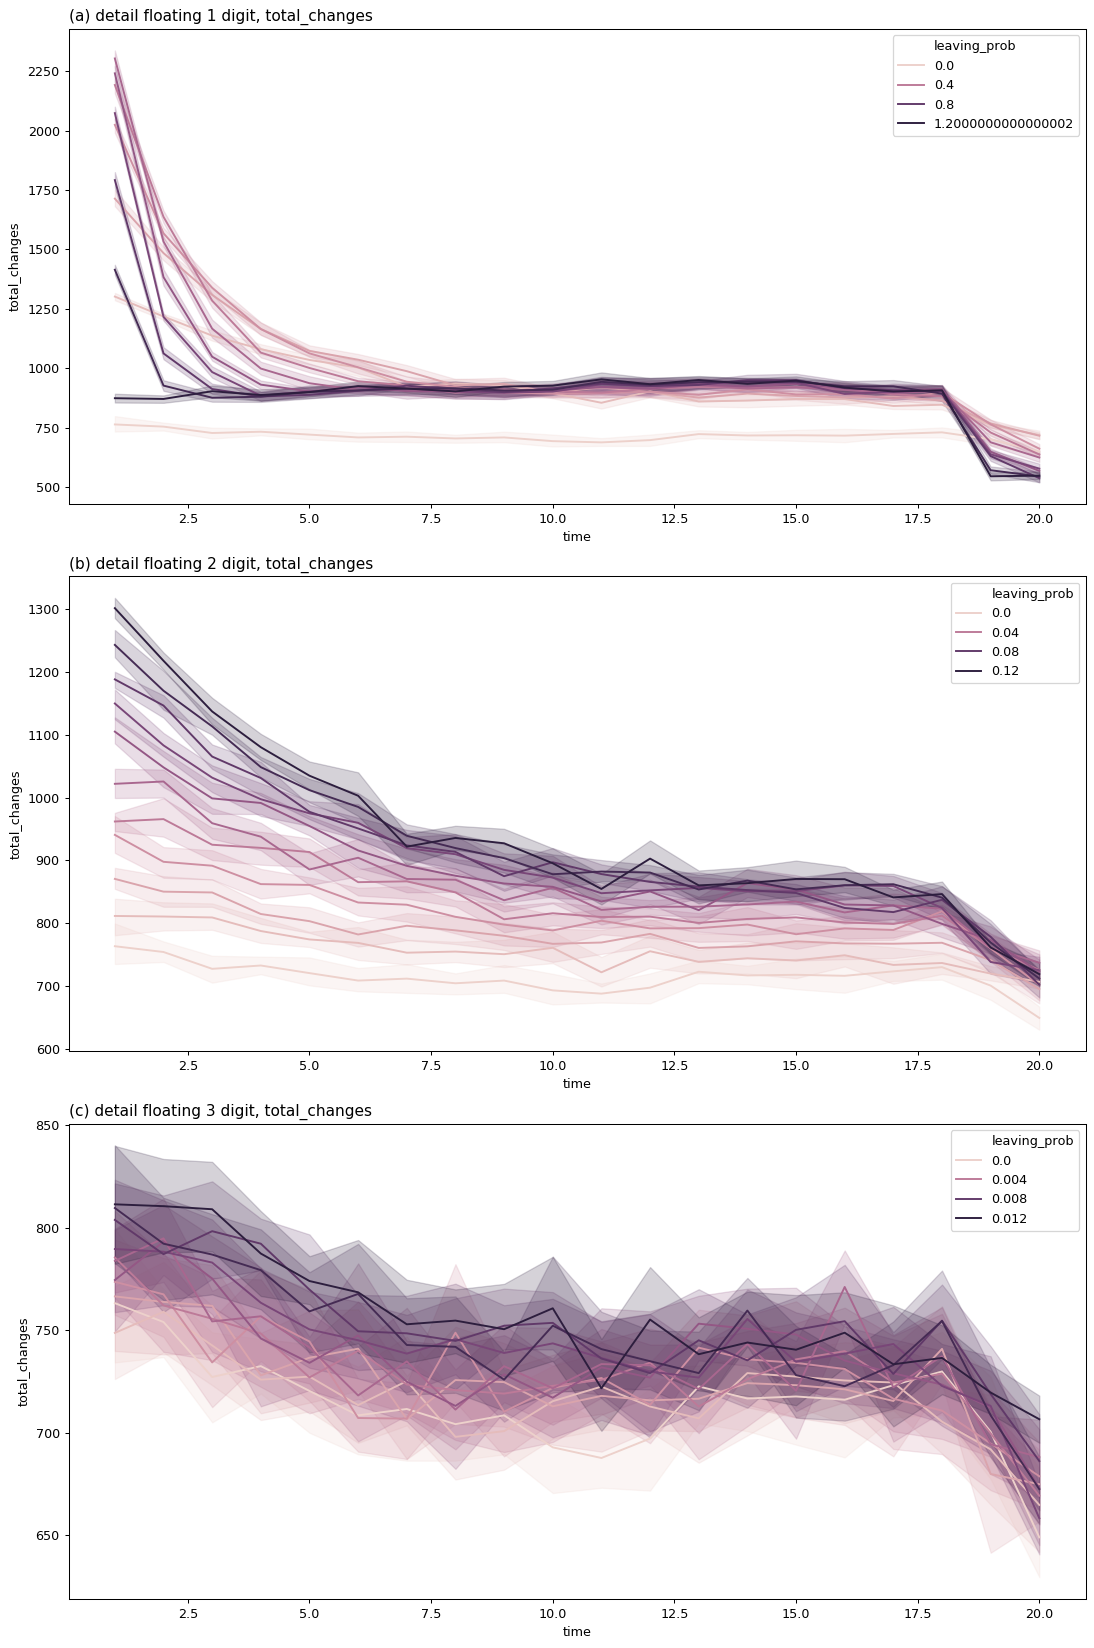 (a) detail floating 1 digit, total_changes
leaving_prob
0.0
0.4
0.8
1.2000000000000002
2250
2000
1750
1500
1250
1000
750
500
total_changes
2.5 5.0 7.5 10.0 12.5 15.0 17.5 20.0
time
(b) detail floating 2 digit, total_changes
leaving_prob
0.0
0.04
0.08
0.12
1300
1200
1100
1000
900
800
700
600
total_changes
2.5 5.0 7.5 10.0 12.5 15.0 17.5 20.0
time
(c) detail floating 3 digit, total_changes
leaving_prob
0.0
0.004
0.008
0.012
850
800
750
700
650
total_changes
2.5 5.0 7.5 10.0 12.5 15.0 17.5 20.0
time